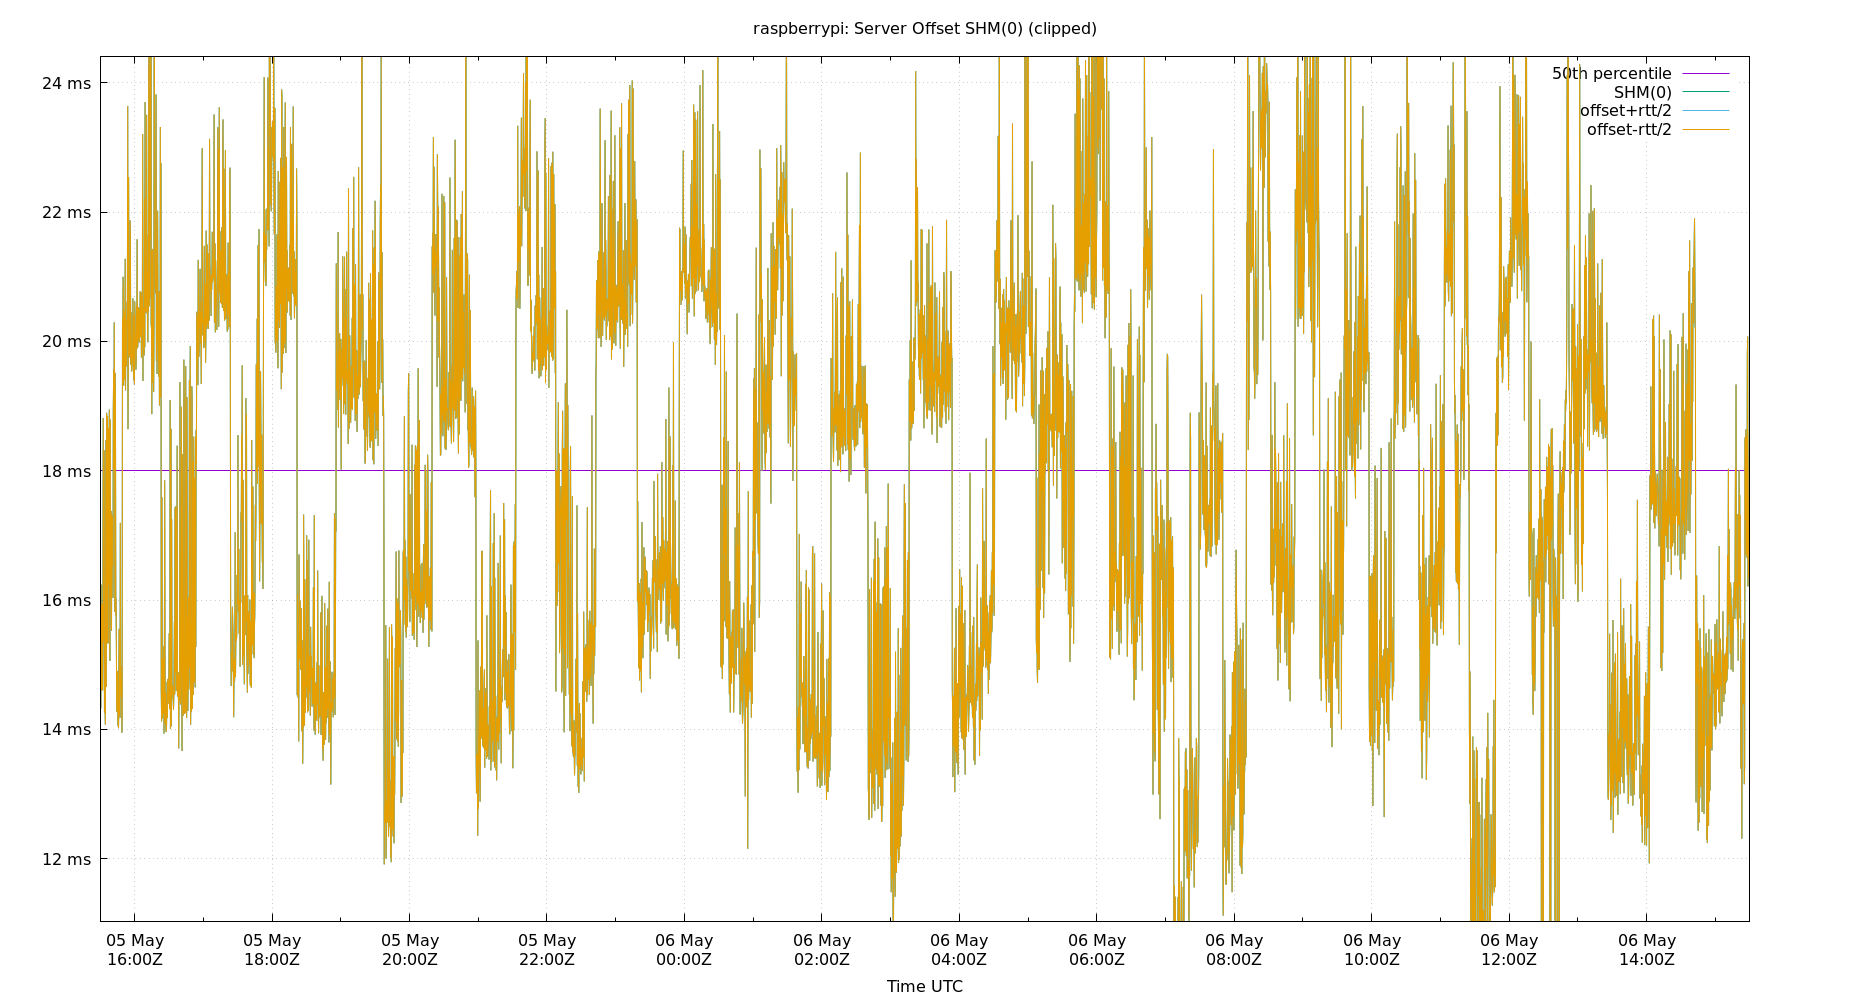 raspberrypi: Server Offset SHM(0) (clipped)
50th percentile
SHM(0)
offset+rtt/2
offset-rtt/2
24 ms
22 ms
20 ms
18 ms
16 ms
14 ms
12 ms
05 May 05 May 05 May 05 May 06 May 06 May 06 May 06 May 06 May 06 May 06 May 06 May
16:00Z 18:00Z 20:00Z 22:00Z 00:00Z 02:00Z 04:00Z 06:00Z 08:00Z 10:00Z 12:00Z 14:00Z
Time UTC